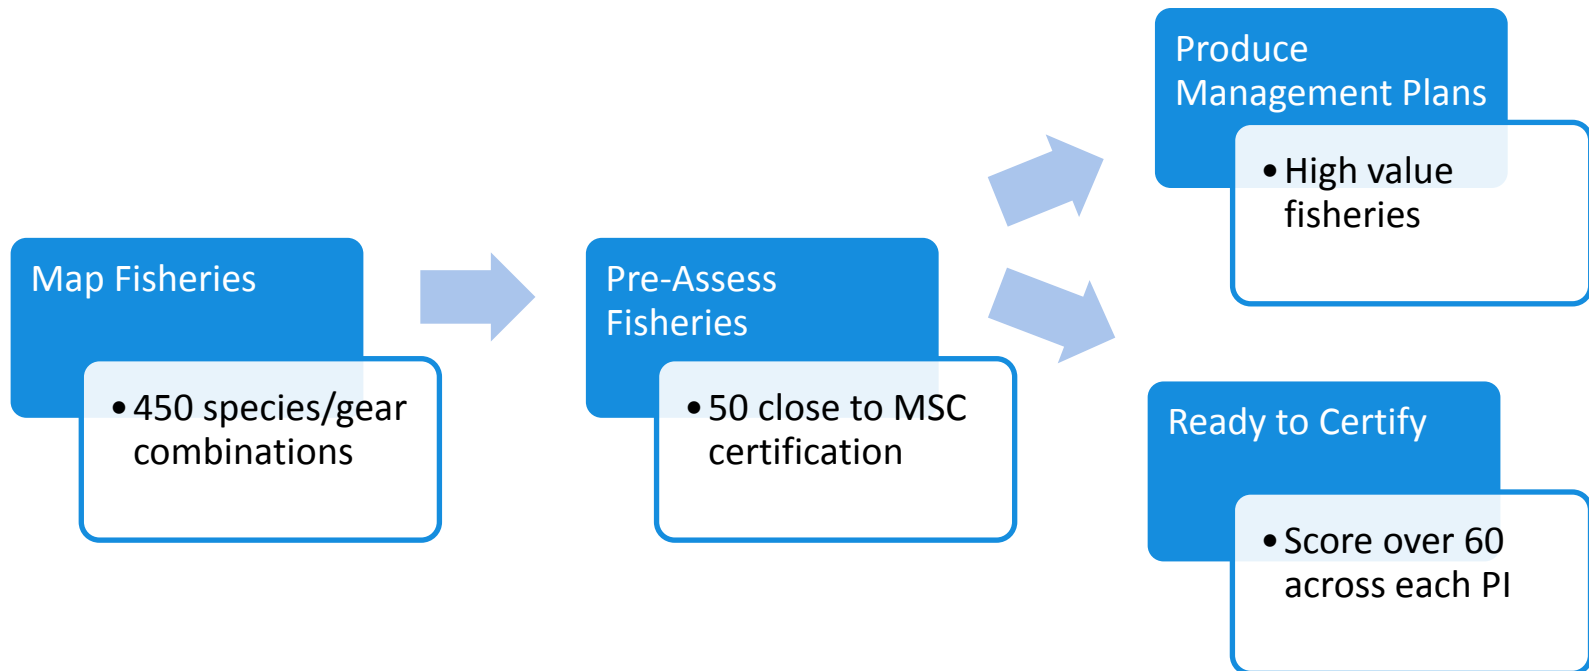 Map Fisheries
• 450 species/gear
combinations
Pre-Assess
Fisheries
• 50 close to MSC
certification
Produce
Management Plans
• High value
fisheries
Ready to Certify
• Score over 60
across each PI